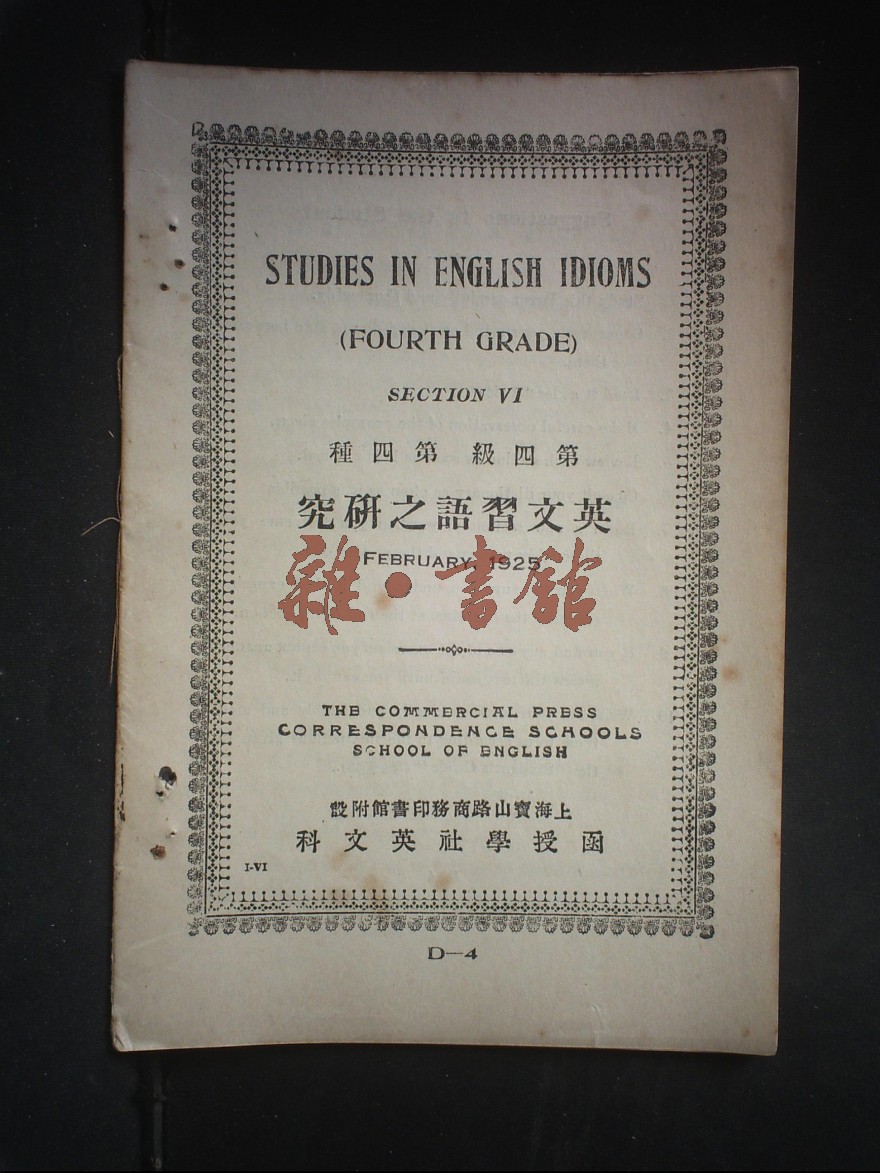 STUDIES IN ENGLISH IDIOMS
(FOURTH GRADE)
SECTION VI
第四級 第四種
英文習語之硏究
FEBRUARY, 1925
雜·書館
THE COMMERCIAL PRESS
CORRESPONDENCE SCHOOLS
SCHOOL OF ENGLISH
上海寶山路商務印書館附設
函授學社英文科
I-VI
D—4